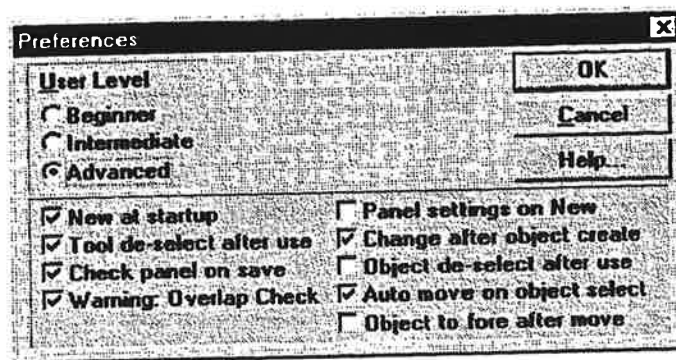 Preferences
User Level
Beginner
Intermediate
Advanced
OK
Cancel
Help...
New at startup
Tool de-select after use
Check panel on save
Warning: Overlap Check
Panel settings on New
Change after object create
Object de-select after use
Auto move on object select
Object to fore after move